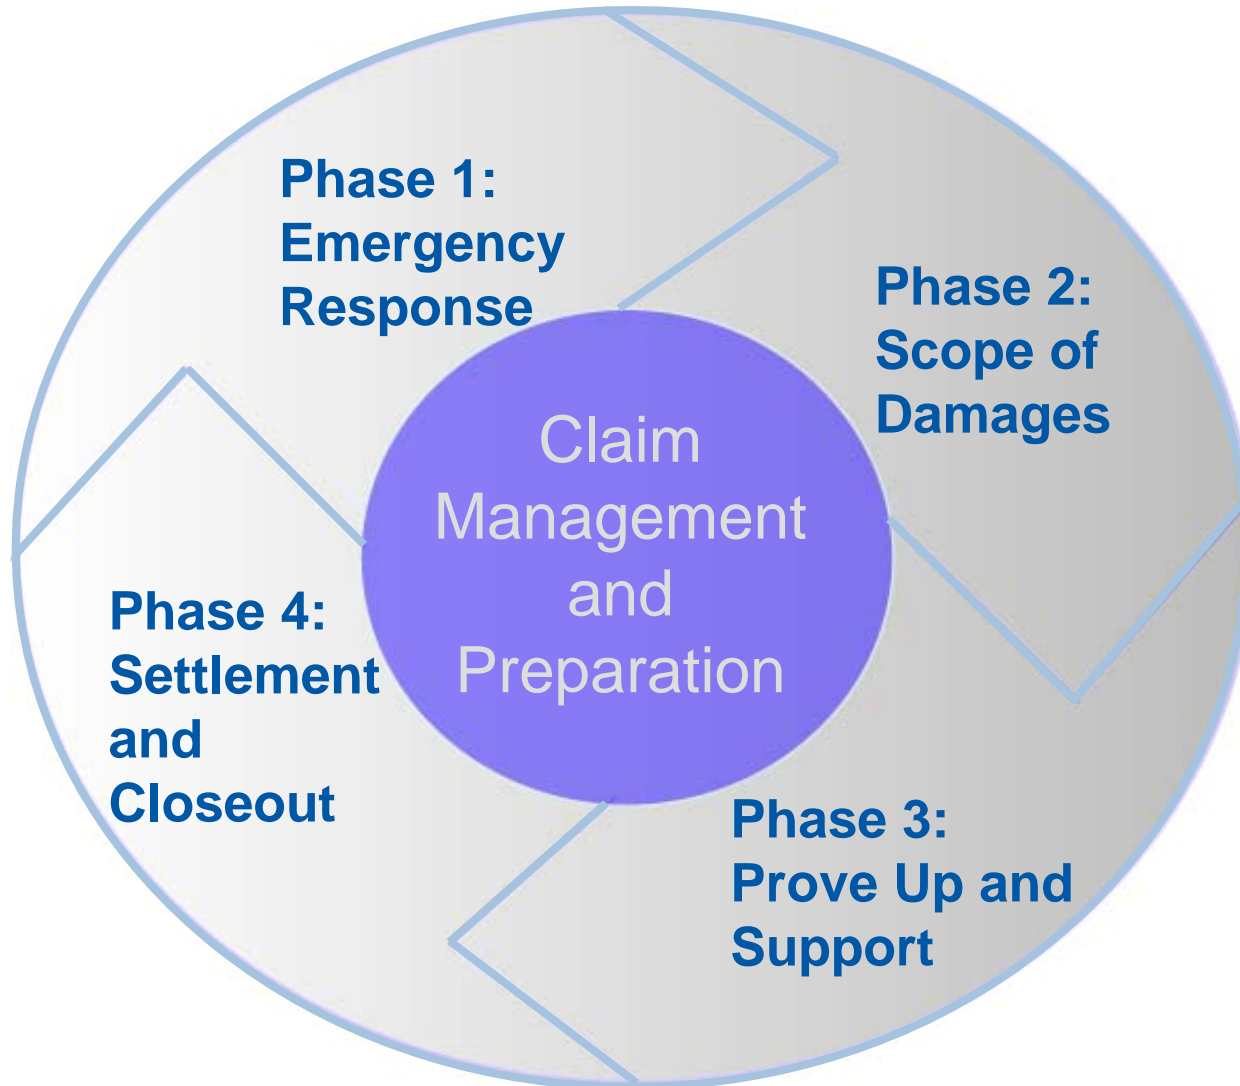 Phase 1:
Emergency
Response
Phase 2:
Scope of
Damages
Claim
Management
and
Preparation
Phase 3:
Prove Up and
Support
Phase 4:
Settlement
and
Closeout